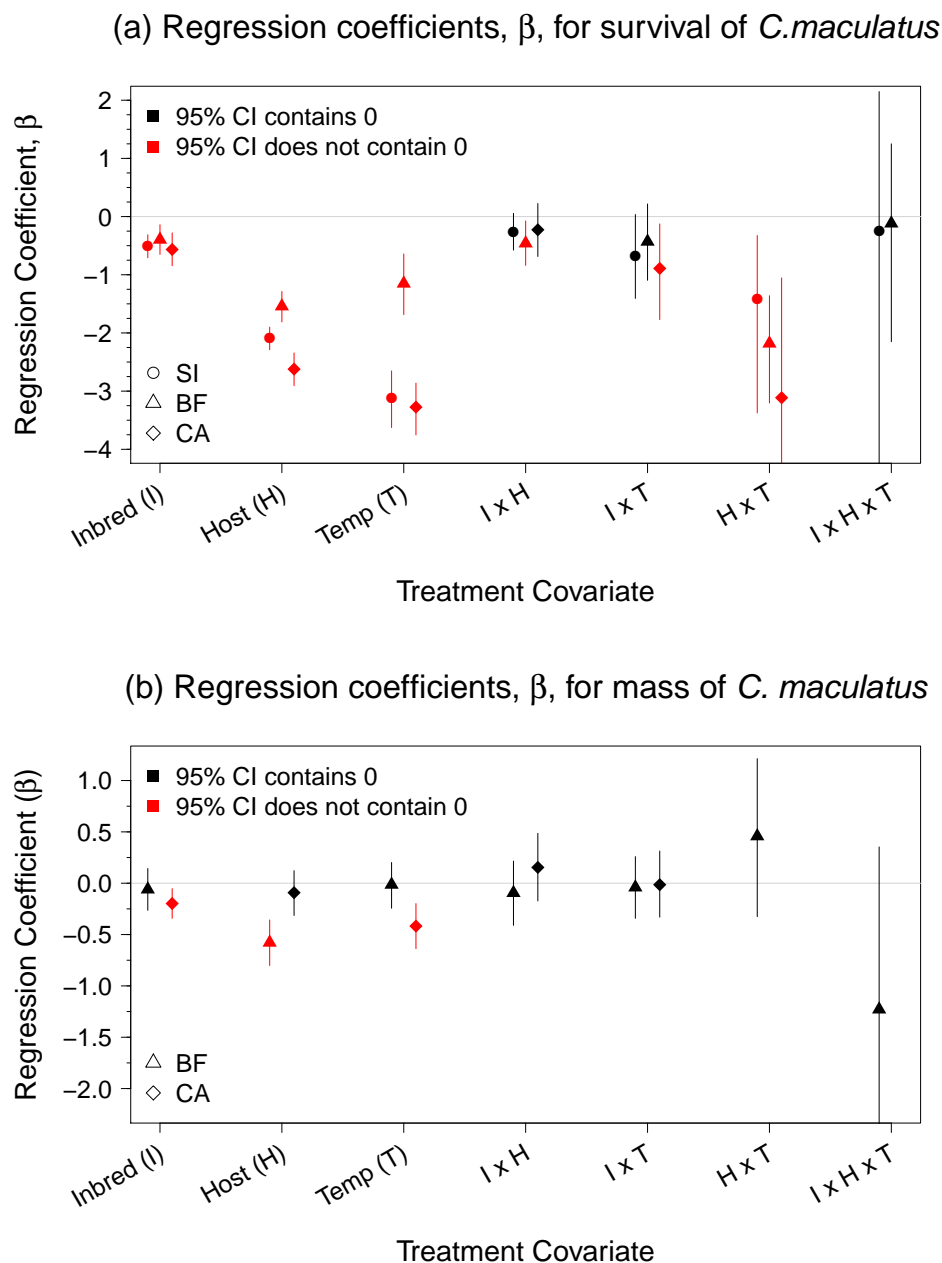 (a) Regression coefficients, β, for survival of C.maculatus
Regression Coefficient, β
2
1
0
−1
−2
−3
−4
95% CI contains 0
95% CI does not contain 0
SI
BF
CA
Inbred (I)
Host (H)
Temp (T)
I x H
I x T
H x T
I x H x T
Treatment Covariate
(b) Regression coefficients, β, for mass of C. maculatus
Regression Coefficient (β)
1.0
0.5
0.0
−0.5
−1.0
−1.5
−2.0
95% CI contains 0
95% CI does not contain 0
BF
CA
Inbred (I)
Host (H)
Temp (T)
I x H
I x T
H x T
I x H x T
Treatment Covariate